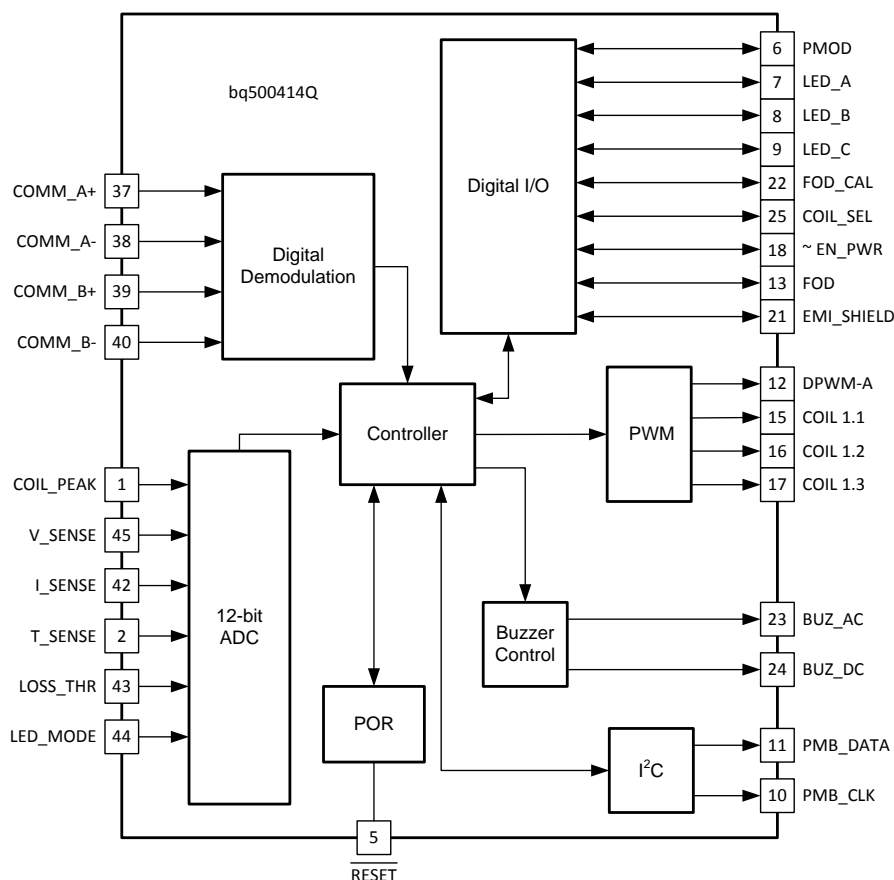 bq500414Q
COMM_A+ 37
COMM_A- 38
COMM_B+ 39
COMM_B- 40
Digital
Demodulation
Digital I/O
6 PMOD
7 LED_A
8 LED_B
9 LED_C
22 FOD_CAL
25 COIL_SEL
18 ~ EN_PWR
13 FOD
21 EMI_SHIELD
Controller
PWM
12 DPWM-A
15 COIL 1.1
16 COIL 1.2
17 COIL 1.3
COIL_PEAK 1
V_SENSE 45
I_SENSE 42
T_SENSE 2
LOSS_THR 43
LED_MODE 44
12-bit
ADC
POR
Buzzer
Control
23 BUZ_AC
24 BUZ_DC
I²C
11 PMB_DATA
10 PMB_CLK
5
RESET